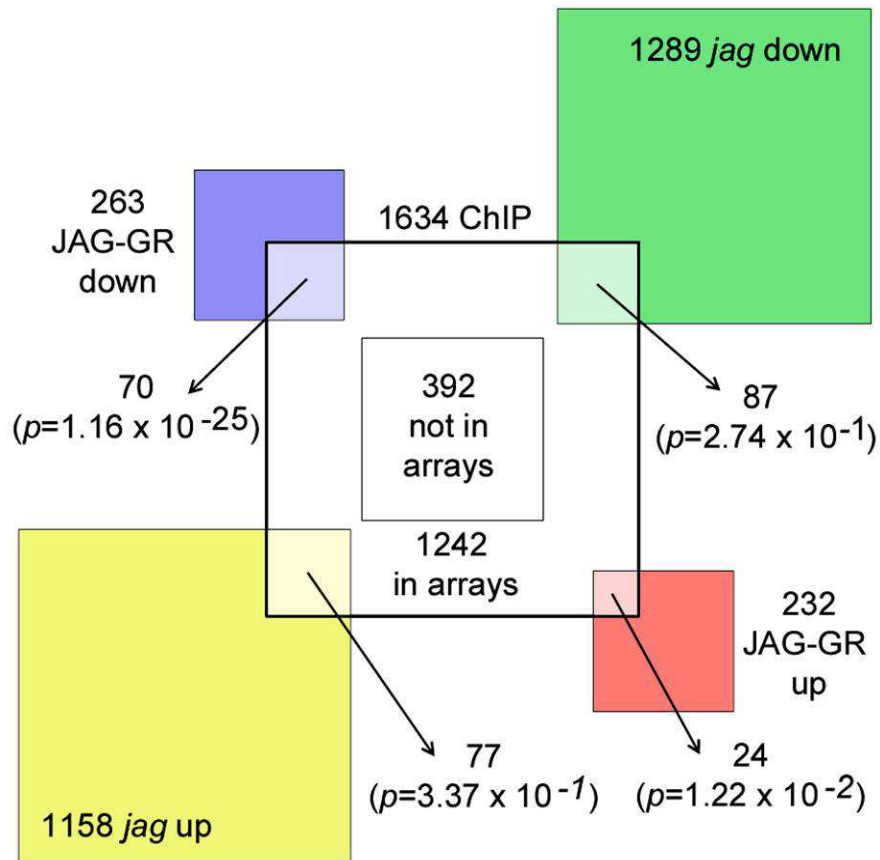 1289 jag down
263
JAG-GR
down
1634 ChIP
70
(p=1.16 x 10 -25)
392
not in
arrays
87
(p=2.74 x 10 -1)
1242
in arrays
232
JAG-GR
up
77
(p=3.37 x 10 -1)
24
(p=1.22 x 10 -2)
1158 jag up